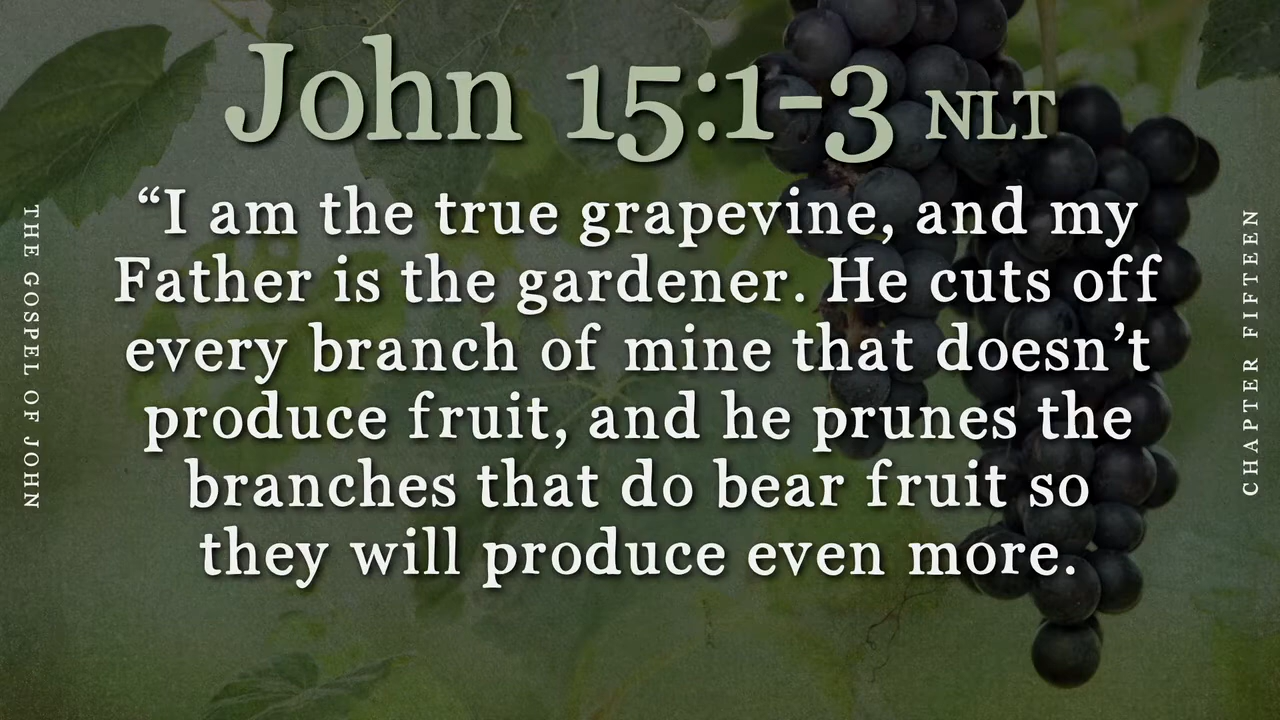 John 15:1-3 NLT
“I am the true grapevine, and my
Father is the gardener. He cuts off
every branch of mine that doesn’t
produce fruit, and he prunes the
branches that do bear fruit so
they will produce even more.
THE GOSPEL OF JOHN
CHAPTER FIFTEEN